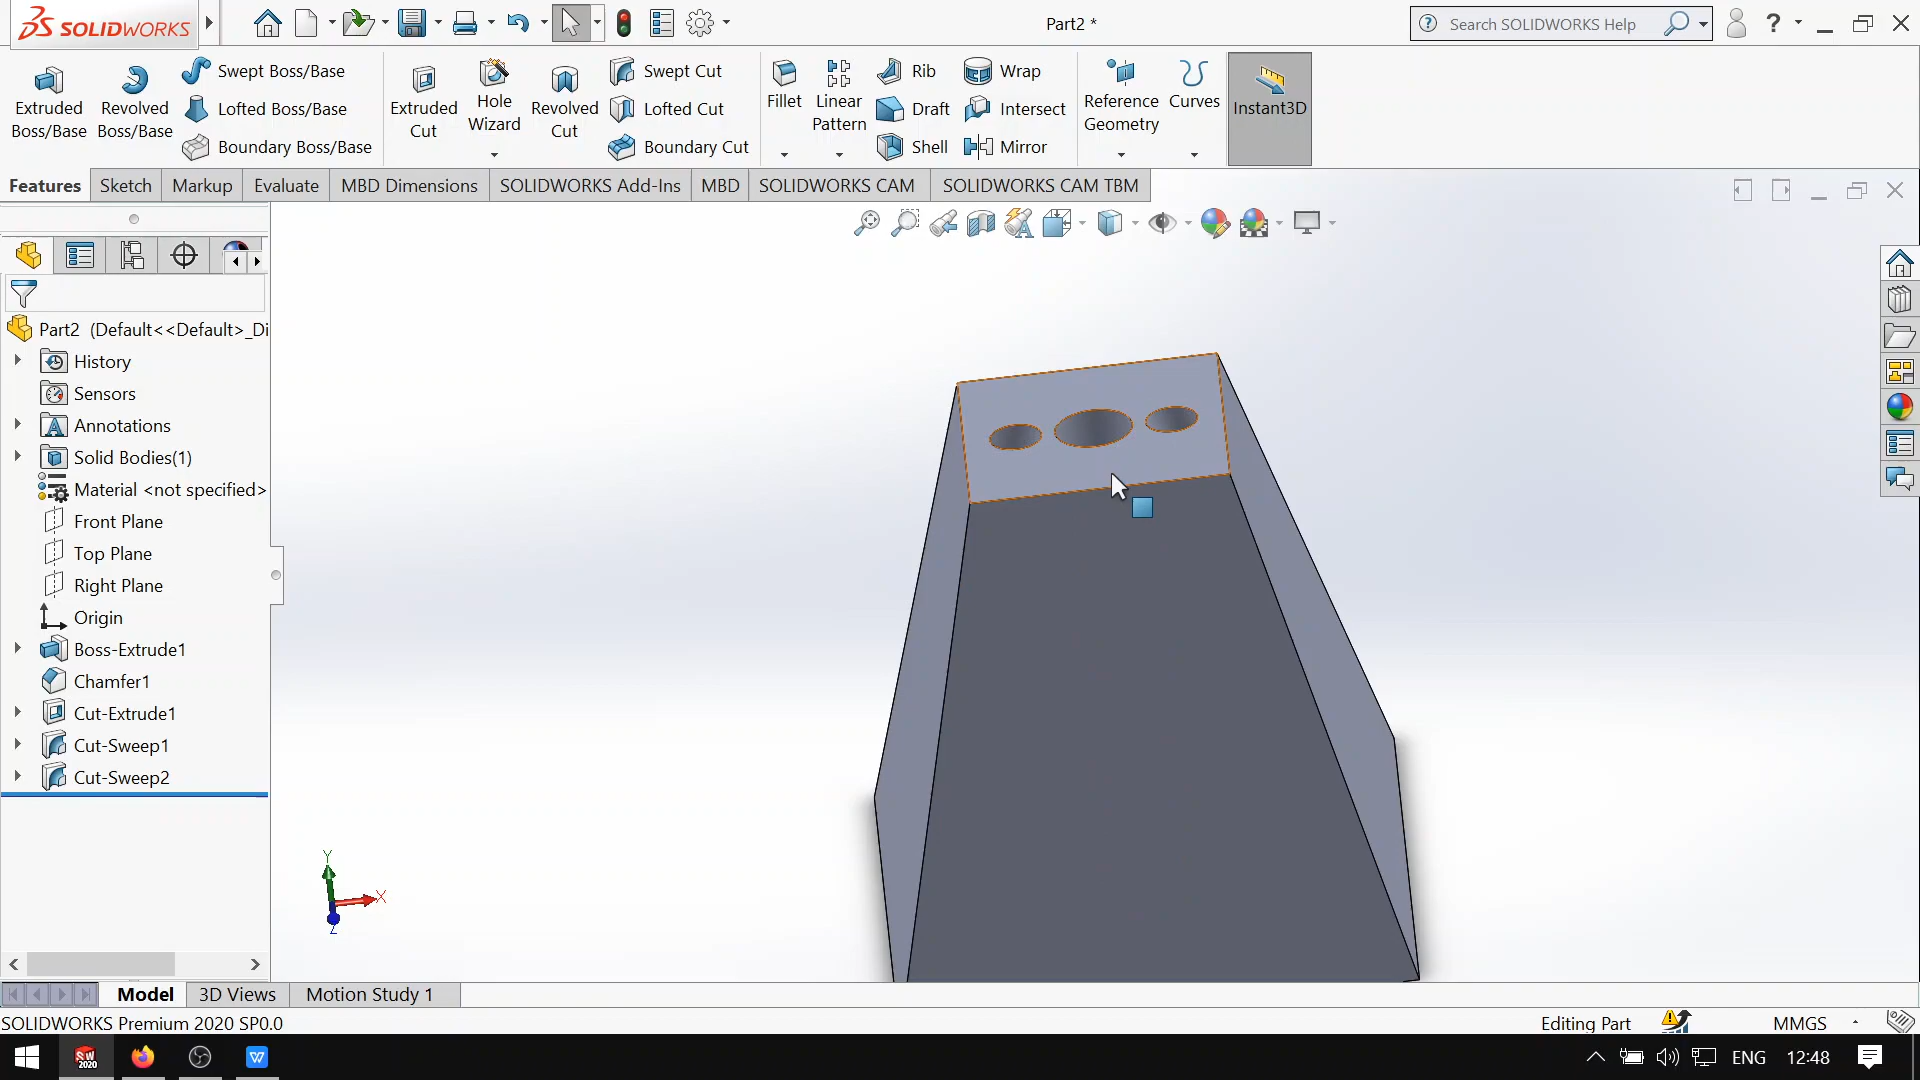 SOLIDWORKS
Part2 *
Search SOLIDWORKS Help
?
Extruded Boss/Base
Revolved Boss/Base
Swept Boss/Base
Lofted Boss/Base
Boundary Boss/Base
Extruded Cut
Hole Wizard
Revolved Cut
Swept Cut
Lofted Cut
Boundary Cut
Fillet
Linear Pattern
Rib
Draft
Shell
Wrap
Intersect
Mirror
Reference Geometry
Curves
Instant3D
Features
Sketch
Markup
Evaluate
MBD Dimensions
SOLIDWORKS Add-Ins
MBD
SOLIDWORKS CAM
SOLIDWORKS CAM TBM
Part2 (Default<<Default>_Di
History
Sensors
Annotations
Solid Bodies(1)
Material <not specified>
Front Plane
Top Plane
Right Plane
Origin
Boss-Extrude1
Chamfer1
Cut-Extrude1
Cut-Sweep1
Cut-Sweep2
Y
X
Z
Model
3D Views
Motion Study 1
SOLIDWORKS Premium 2020 SP0.0
Editing Part
MMGS
SW
2020
W
ENG
12:48